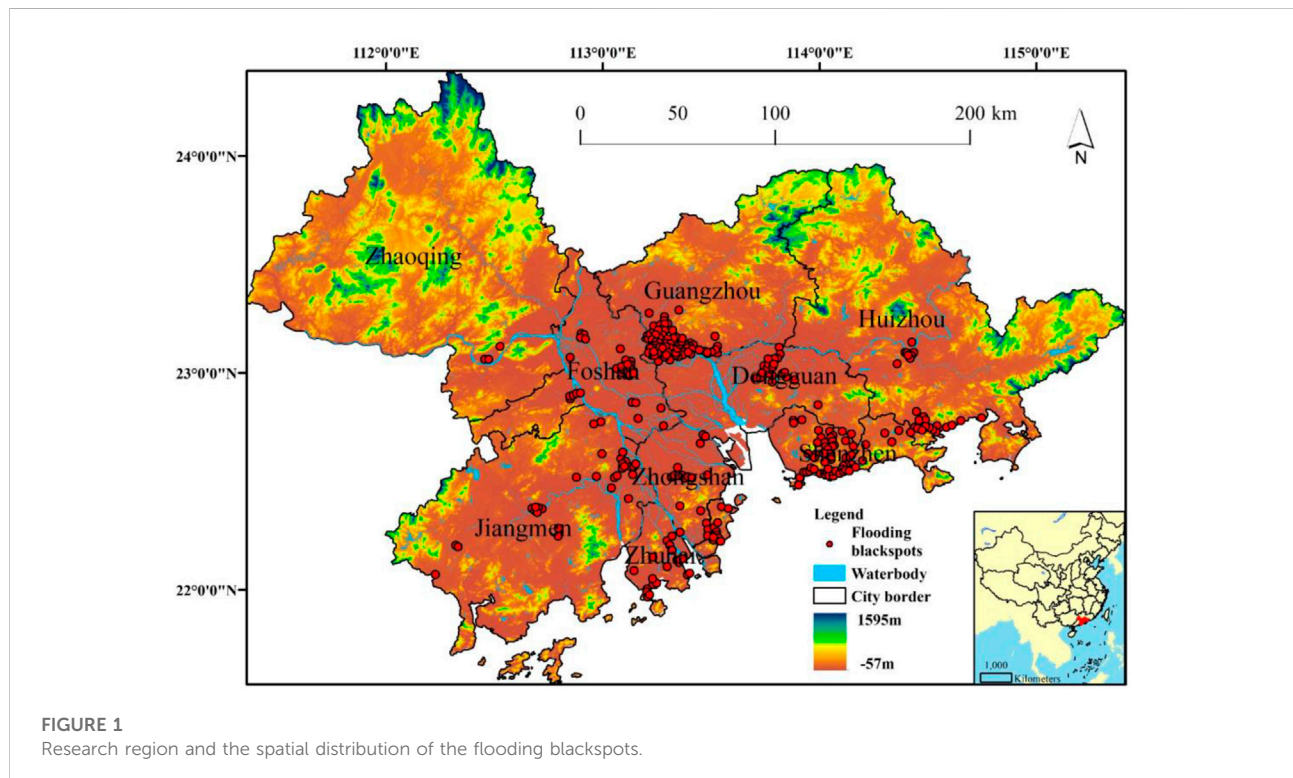 112°0'0"E
113°0'0"E
114°0'0"E
115°0'0"E
0
50
100
200 km
N
24°0'0"N
23°0'0"N
22°0'0"N
Zhaoqing
Guangzhou
Huizhou
Foshan
Dongguan
Shenzhen
Zhongshan
Jiangmen
Zhuhai
Legend
Flooding
blackspots
Waterbody
City border
1595m
-57m
1,000
Kilometers
FIGURE 1
Research region and the spatial distribution of the flooding blackspots.